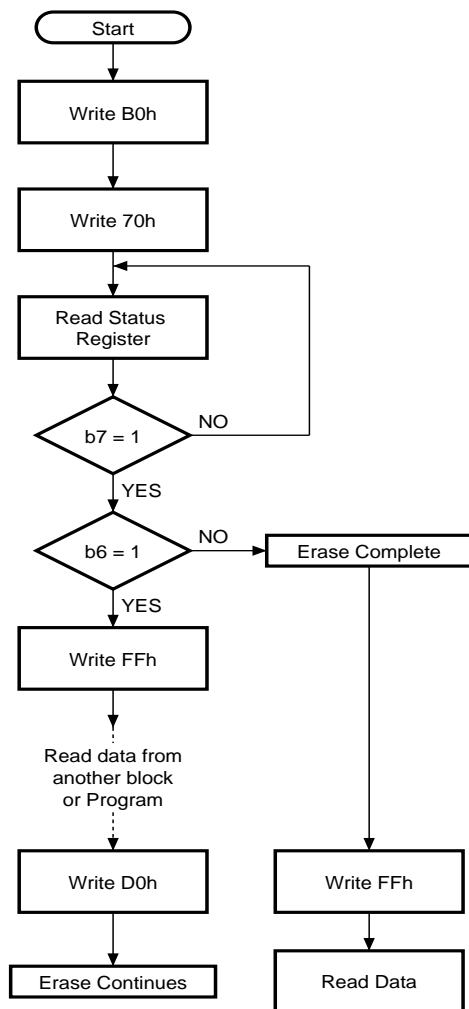 Start
Write B0h
Write 70h
Read Status
Register
b7 = 1
NO
YES
b6 = 1
NO
Erase Complete
YES
Write FFh
Read data from
another block
or Program
Write D0h
Write FFh
Erase Continues
Read Data